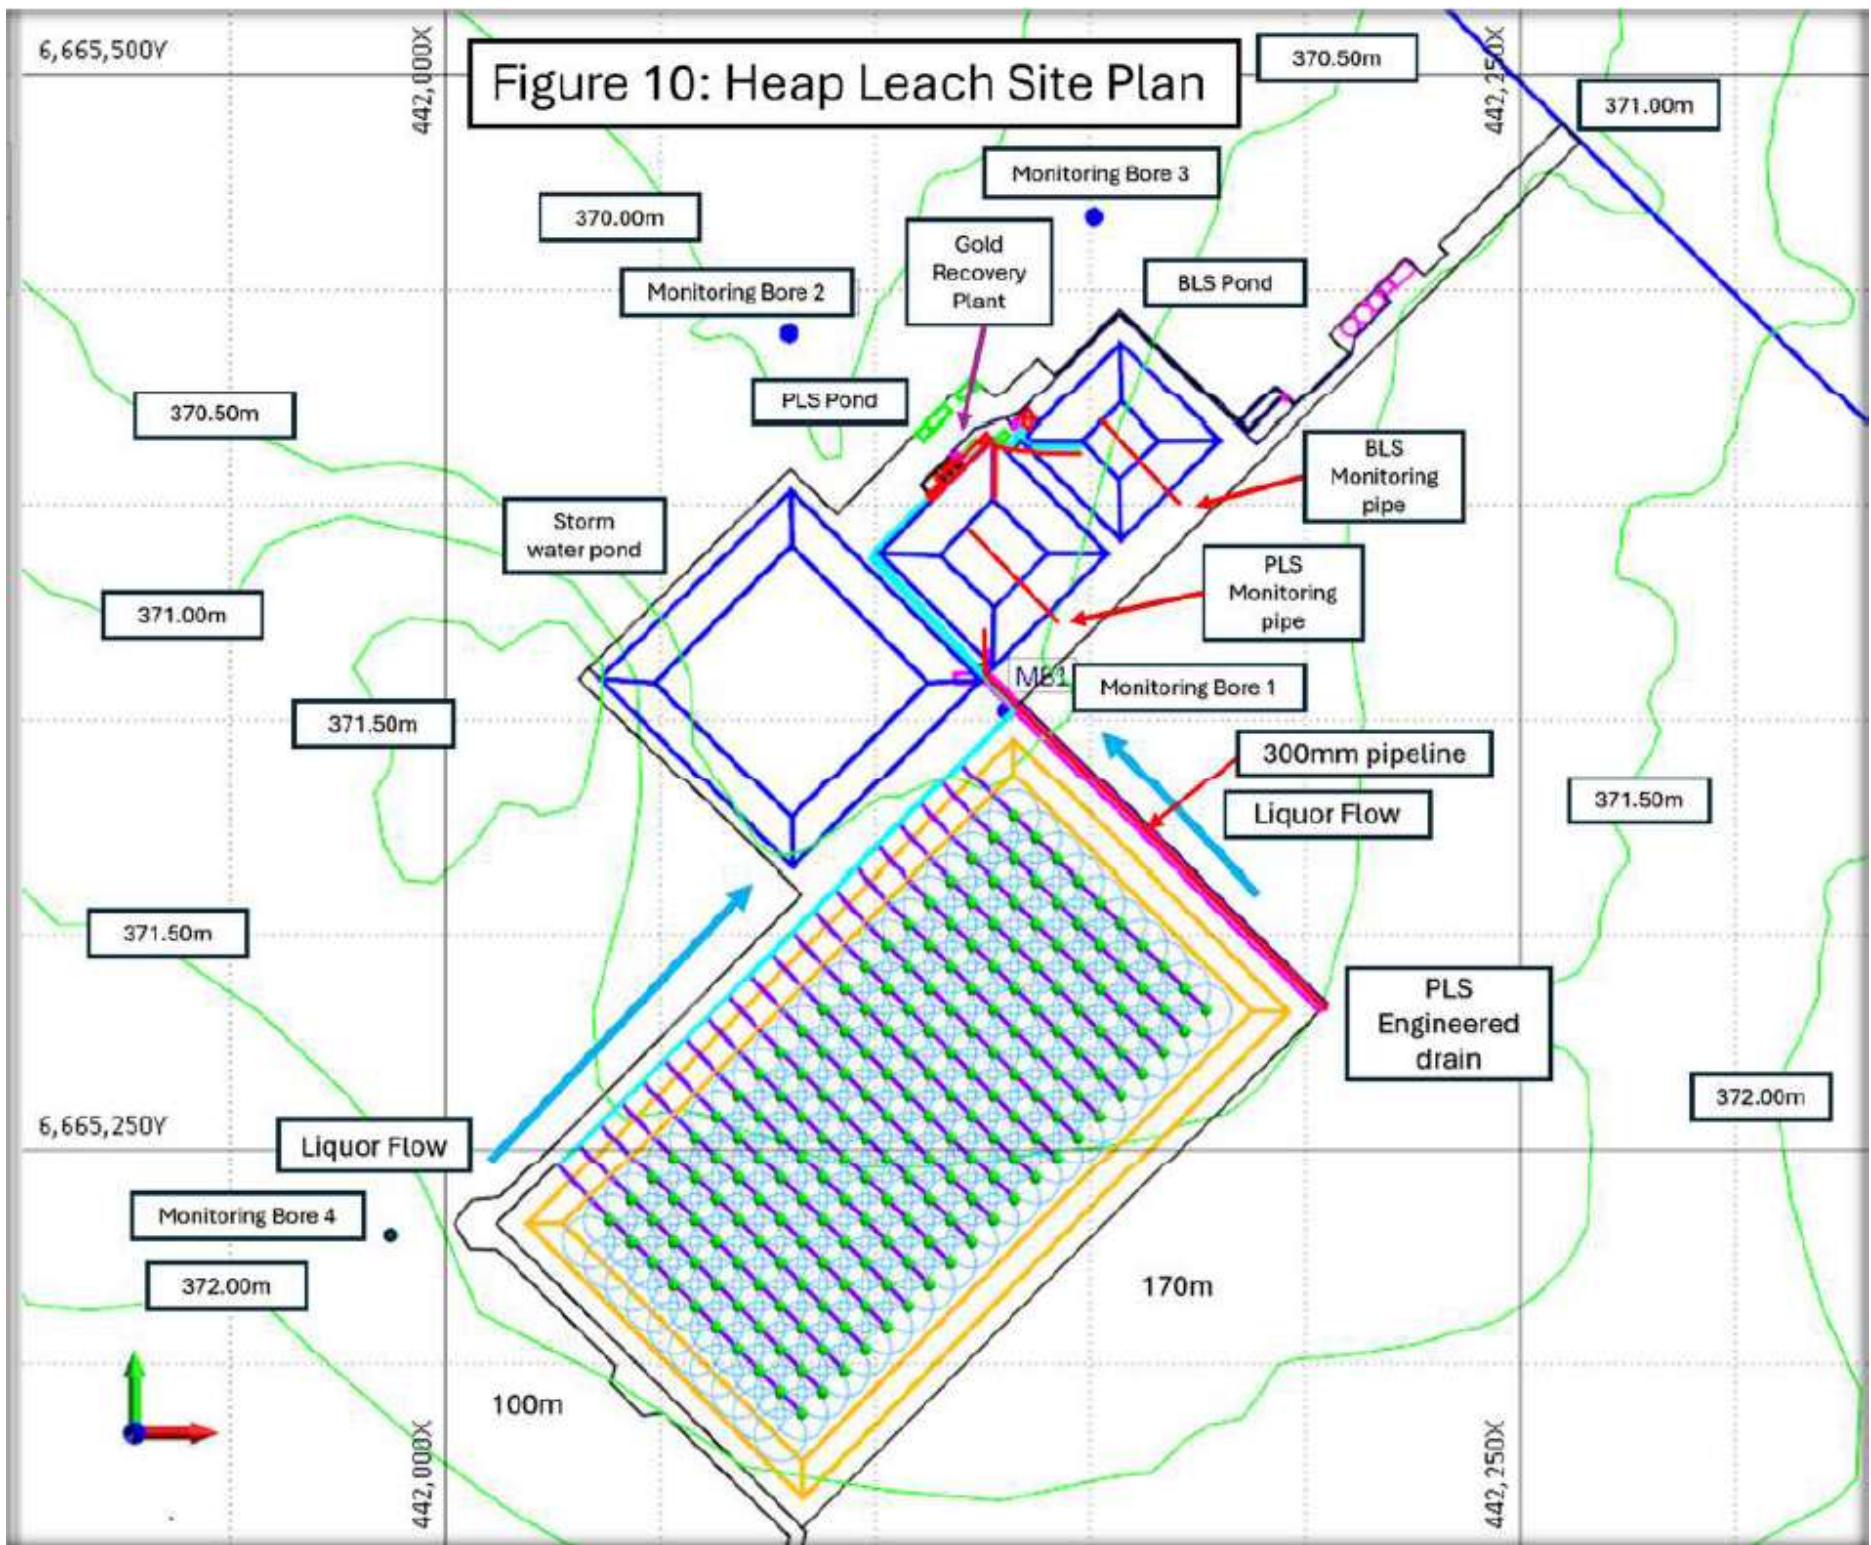 6,665,500Y
442,000X
Figure 10: Heap Leach Site Plan
370.50m
442,250X
371.00m
Monitoring Bore 3
370.00m
Gold
Recovery
Plant
Monitoring Bore 2
BLS Pond
PLS Pond
370.50m
BLS
Monitoring
pipe
Storm
water pond
PLS
Monitoring
pipe
371.00m
MB1
Monitoring Bore 1
371.50m
300mm pipeline
Liquor Flow
371.50m
371.50m
PLS
Engineered
drain
372.00m
6,665,250Y
Liquor Flow
Monitoring Bore 4
372.00m
170m
100m
442,000X
442,250X